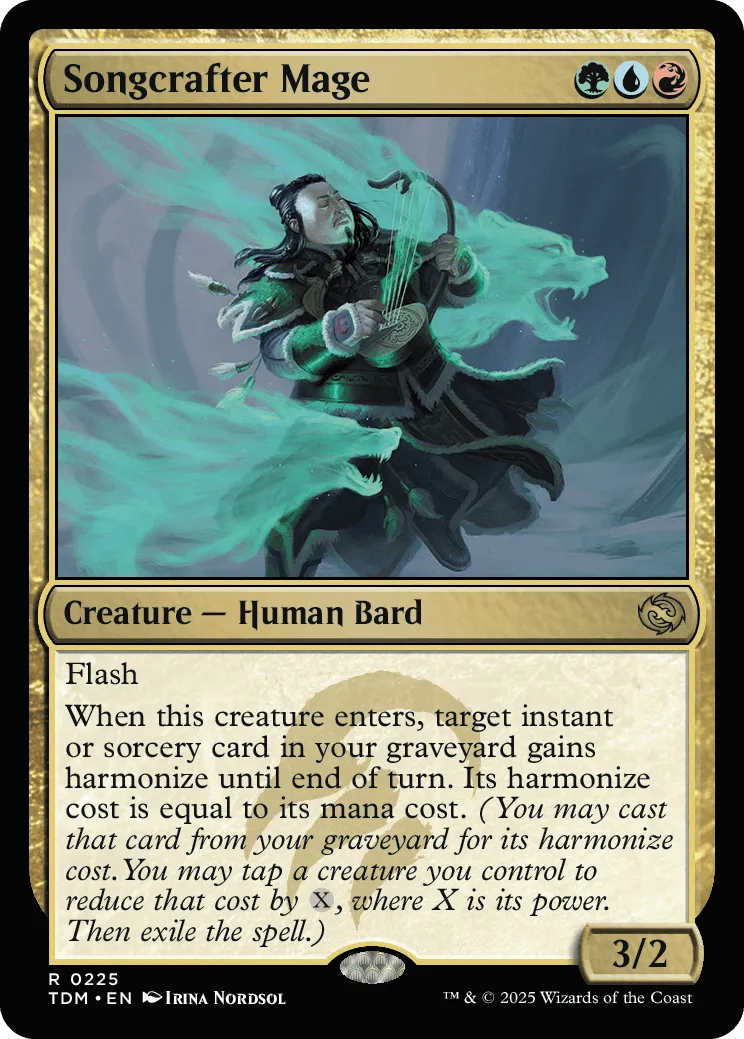 Songcrafter Mage
Creature — Human Bard
Flash
When this creature enters, target instant
or sorcery card in your graveyard gains
harmonize until end of turn. Its harmonize
cost is equal to its mana cost. (You may cast
that card from your graveyard for its harmonize
cost. You may tap a creature you control to
reduce that cost by X, where X is its power.
Then exile the spell.)
3/2
R 0225
TDM • EN Irina Nordsol
™ & © 2025 Wizards of the Coast